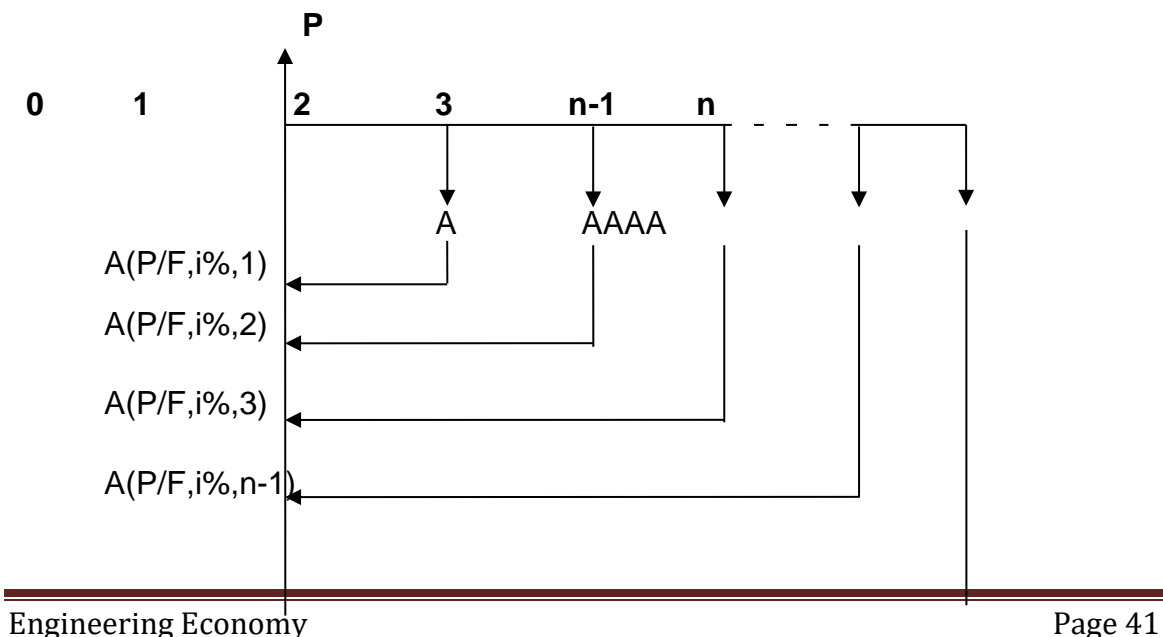 P
0 1 2 3 n-1 n
A AAAA
A(P/F,i%,1)
A(P/F,i%,2)
A(P/F,i%,3)
A(P/F,i%,n-1)
Engineering Economy Page 41